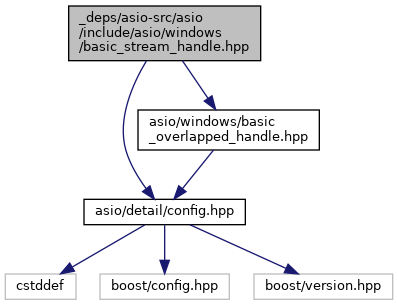 _deps/asio-src/asio
/include/asio/windows
/basic_stream_handle.hpp
asio/windows/basic
_overlapped_handle.hpp
asio/detail/config.hpp
cstddef
boost/config.hpp
boost/version.hpp